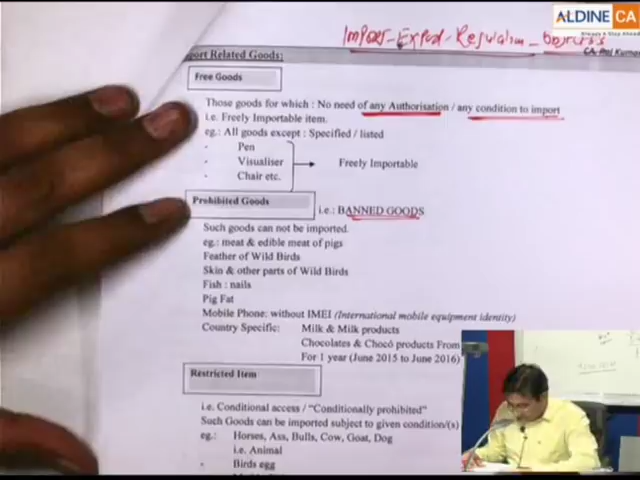 ALDINE CA
Import-Export-Regulation-
CA. Raj Kumar
port Related Goods:
Free Goods
Those goods for which : No need of any Authorisation / any condition to import
i.e. Freely Importable item.
eg.: All goods except : Specified / listed
- Pen
- Visualiser
Freely Importable
- Chair etc.
Prohibited Goods
i.e.: BANNED GOODS
Such goods can not be imported.
eg.: meat & edible meat of pigs
Feather of Wild Birds
Skin & other parts of Wild Birds
Fish : nails
Pig Fat
Mobile Phone: without IMEI (International mobile equipment identity)
Country Specific: Milk & Milk products
Chocolates & Choco products From
For 1 year (June 2015 to June 2016)
Restricted Item
i.e. Conditional access / "Conditionally prohibited"
Such Goods can be imported subject to given condition/(s)
eg.: Horses, Ass, Bulls, Cow, Goat, Dog
i.e. Animal
- Birds egg